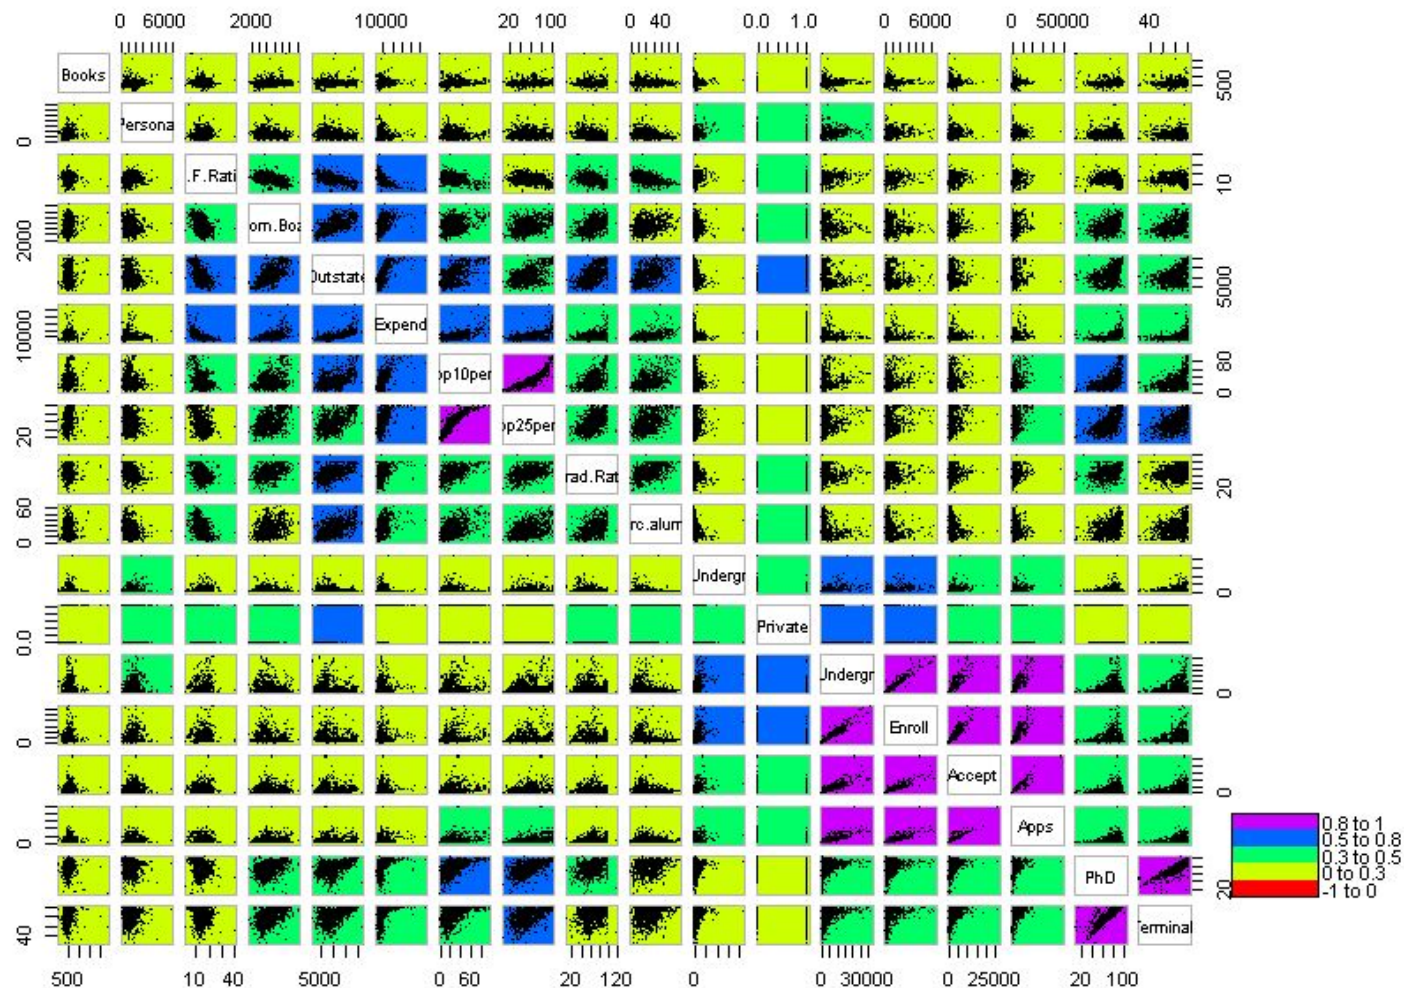 0 6000 2000 10000 20 100 0 40 0.0 1.0 0 6000 0 50000 40
Books 500
0 Persona
.F.Rati 10
2000 om.Boa
Outstate 5000
10000 Expend
op10per 0 80
20 op25per
rad.Rat 20
0 60 rc.alum
Undergr 0
0.0 Private
Undergr 0
0 Enroll
Accept 0
0 Apps
PhD 20
40 Terminal
500 10 40 5000 0 60 20 120 0 0 30000 0 25000 20 100
0.8 to 1
0.5 to 0.8
0.3 to 0.5
0 to 0.3
-1 to 0